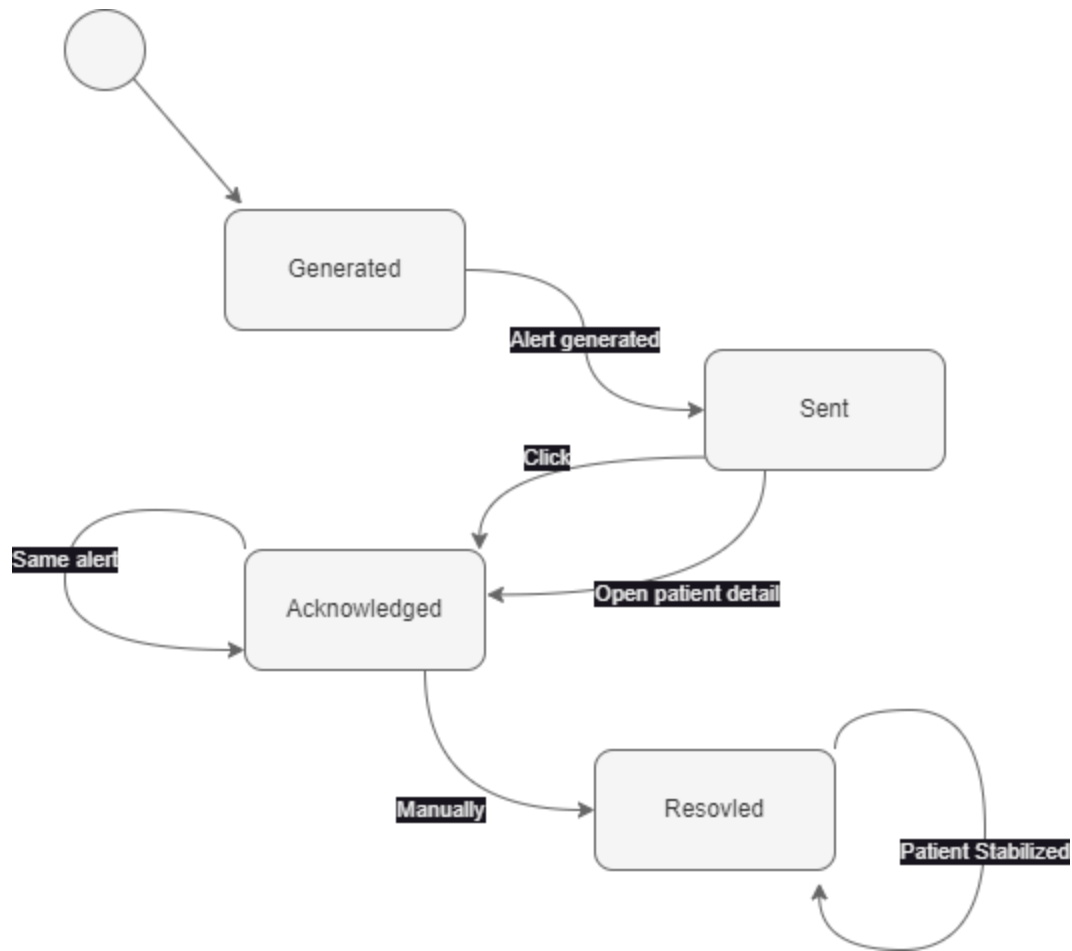 Generated
Alert generated
Sent
Click
Same alert
Open patient detail
Acknowledged
Manually
Resovled
Patient Stabilized